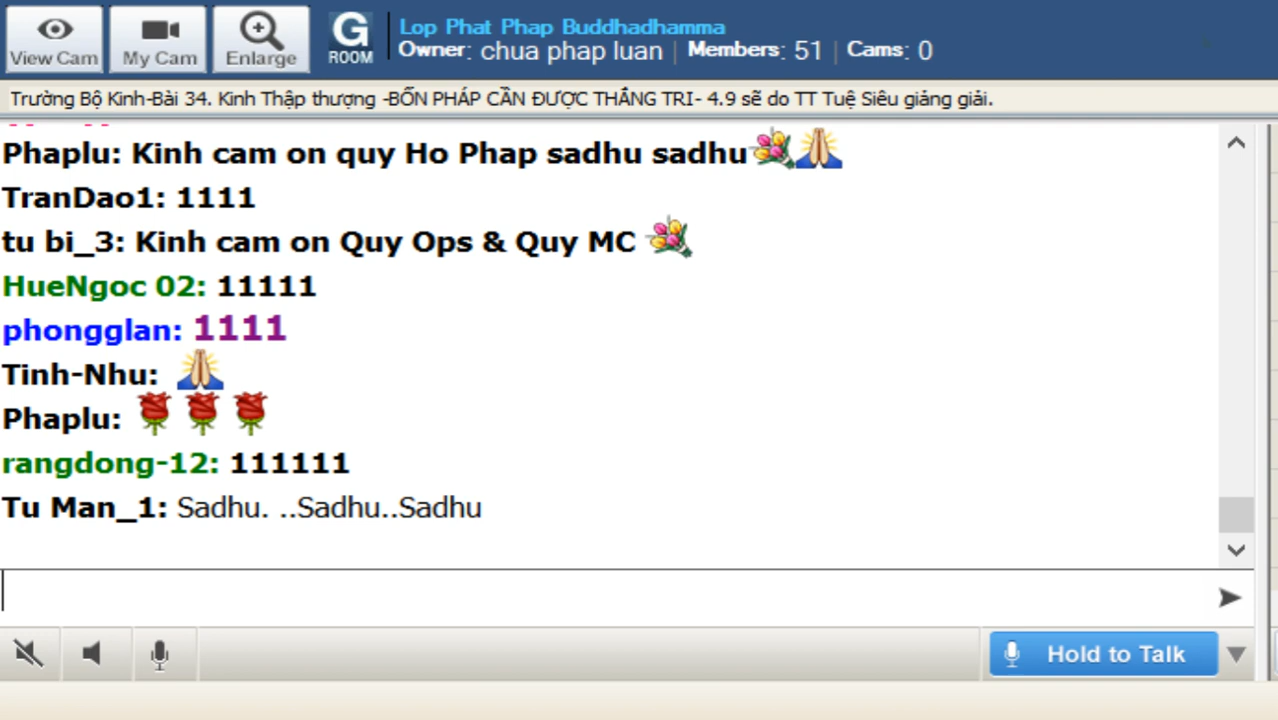 View Cam
My Cam
Enlarge
G
ROOM
Lop Phat Phap Buddhadhamma
Owner: chua phap luan | Members: 51 | Cams: 0
Trường Bộ Kinh-Bài 34. Kinh Thập thượng -BỐN PHÁP CẦN ĐƯỢC THẮNG TRI- 4.9 sẽ do TT Tuệ Siêu giảng giải.
Phaplu: Kinh cam on quy Ho Phap sadhu sadhu
TranDao1: 1111
tu bi_3: Kinh cam on Quy Ops & Quy MC
HueNgoc 02: 11111
phongglan: 1111
Tinh-Nhu:
Phaplu:
rangdong-12: 111111
Tu Man_1: Sadhu. ..Sadhu..Sadhu
Hold to Talk